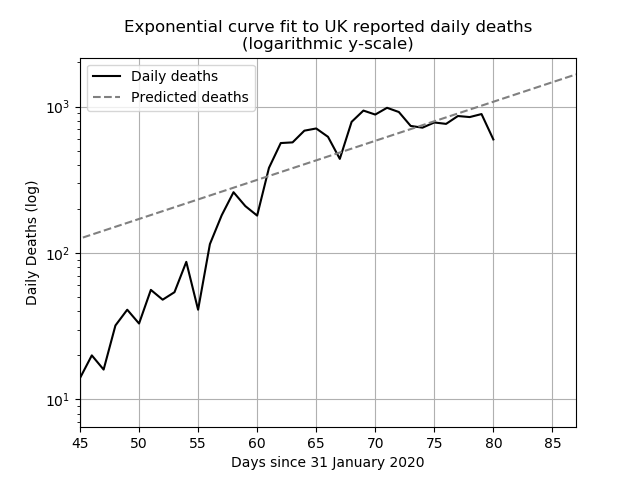 Exponential curve fit to UK reported daily deaths
(logarithmic y-scale)
Daily deaths
Predicted deaths
10³
10²
10¹
Daily Deaths (log)
45 50 55 60 65 70 75 80 85
Days since 31 January 2020